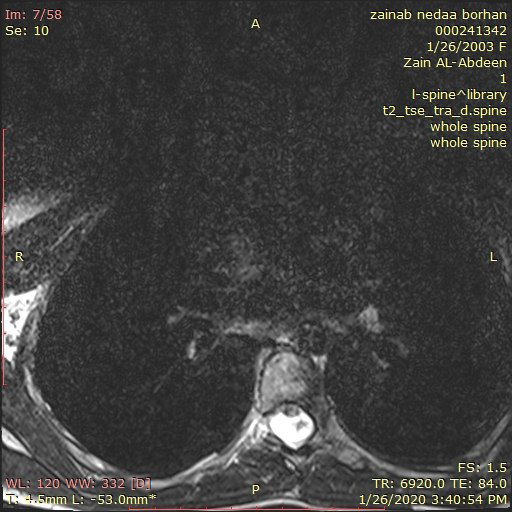 Im: 7/58
Se: 10
A
zainab nedaa borhan
000241342
1/26/2003 F
Zain AL-Abdeen
1
l-spine^library
t2_tse_tra_d.spine
whole spine
whole spine
R
L
WL: 120 WW: 332 [D]
T: 4.5mm L: -53.0mm*
P
FS: 1.5
TR: 6920.0 TE: 84.0
1/26/2020 3:40:54 PM